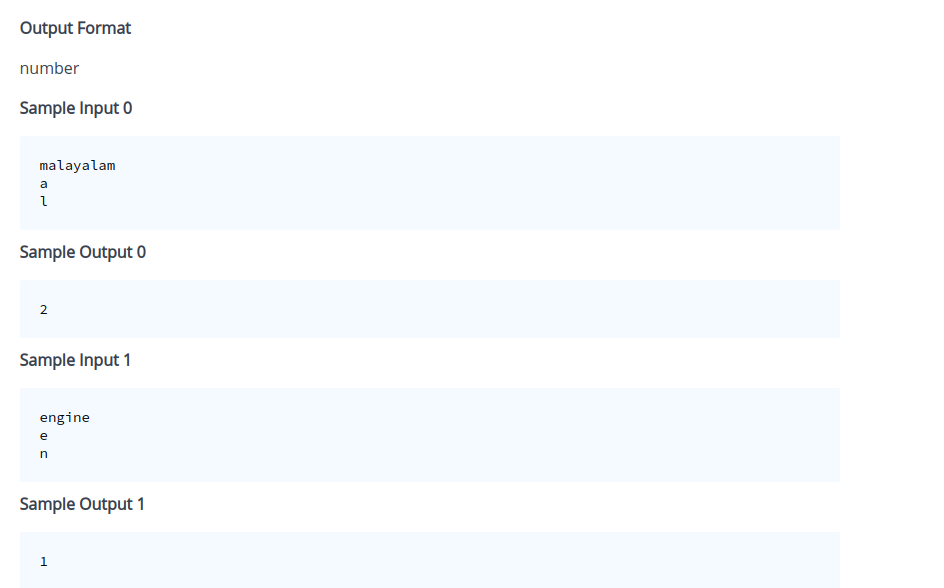 Output Format
number
Sample Input 0
malayalam
a
l
Sample Output 0
2
Sample Input 1
engine
e
n
Sample Output 1
1